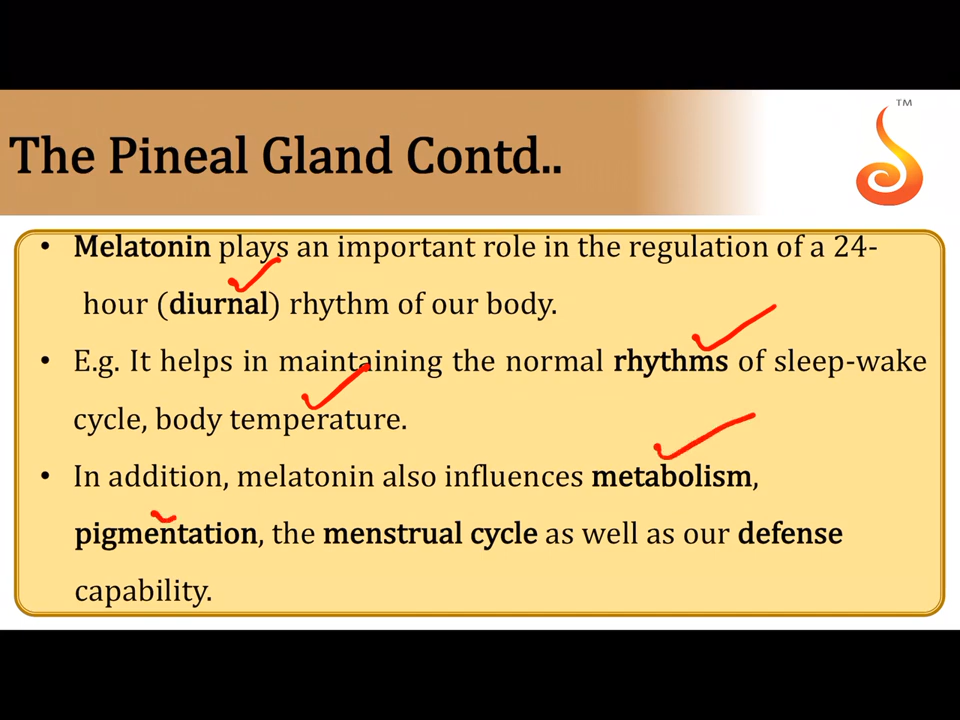 The Pineal Gland Contd..
TM
• Melatonin plays an important role in the regulation of a 24-
hour (diurnal) rhythm of our body.
• E.g. It helps in maintaining the normal rhythms of sleep-wake
cycle, body temperature.
• In addition, melatonin also influences metabolism,
pigmentation, the menstrual cycle as well as our defense
capability.